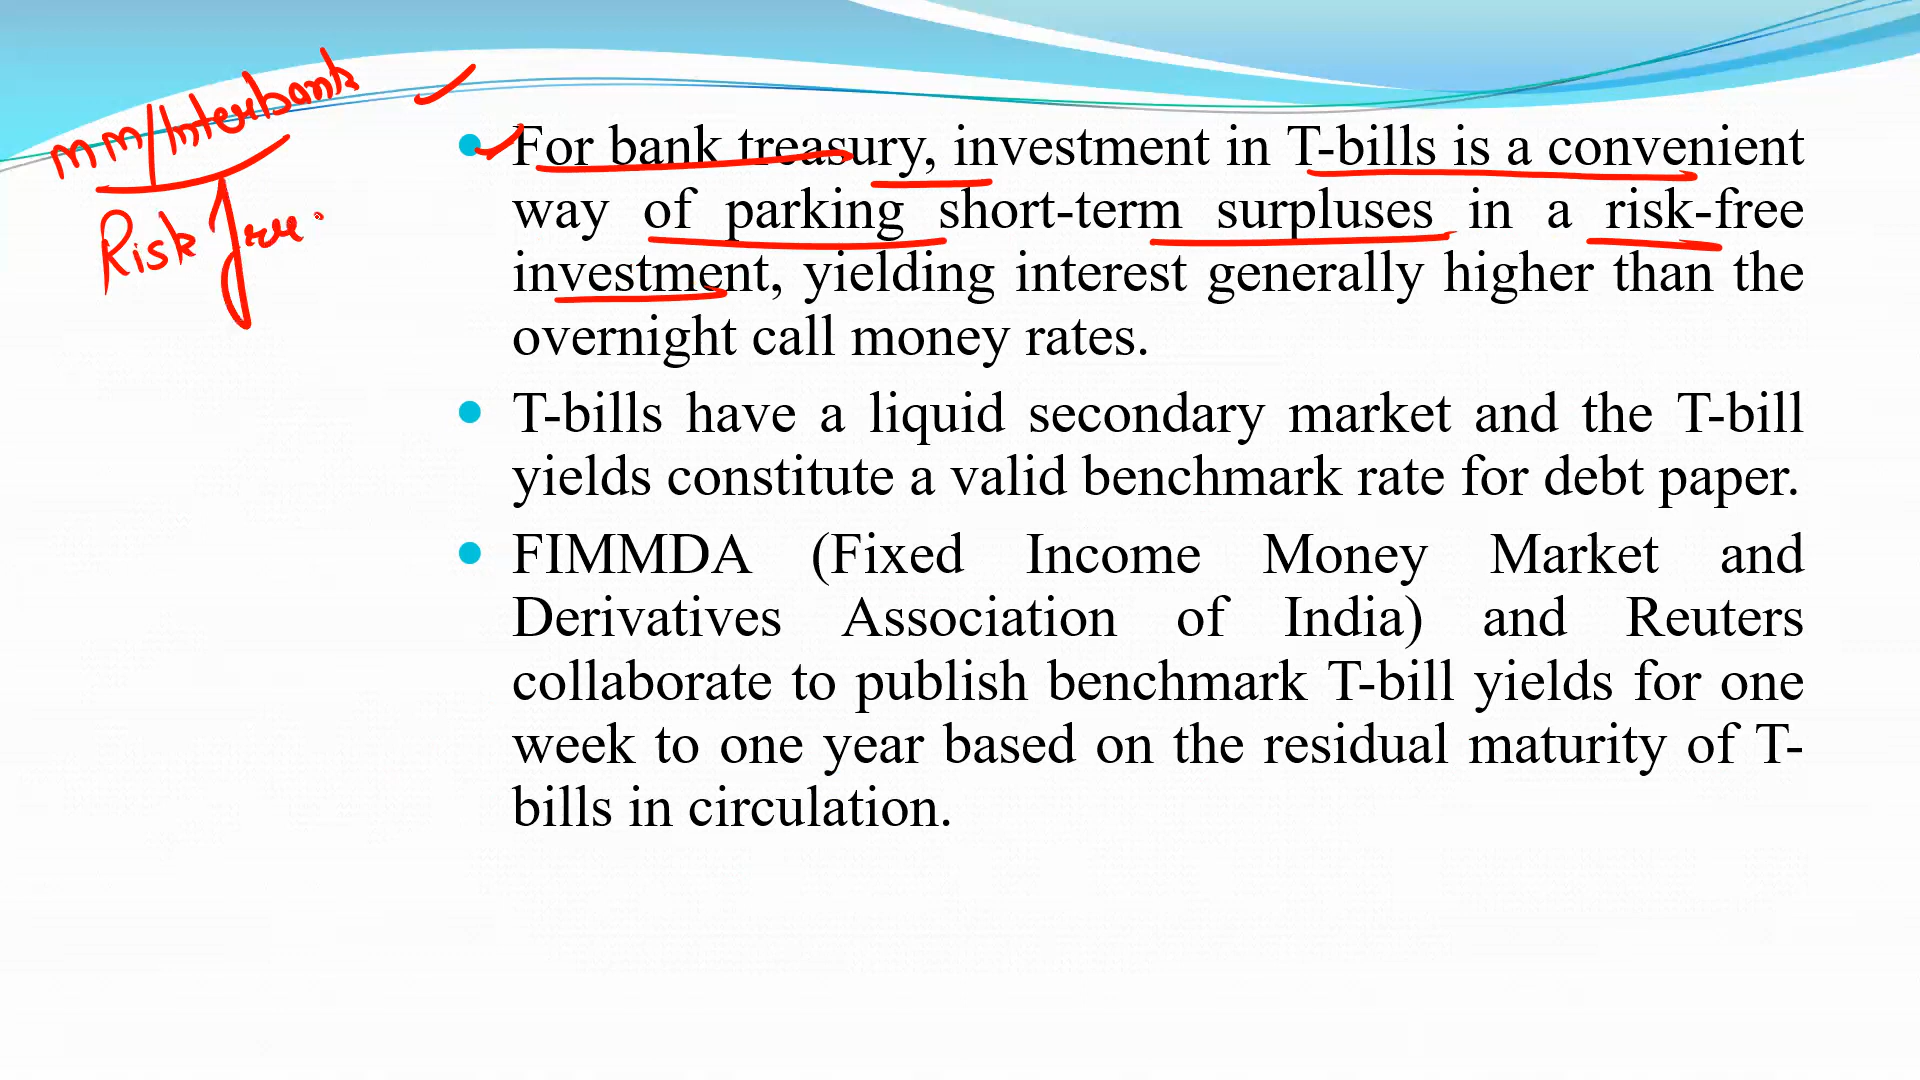 mm/Interbank
Risk free.
For bank treasury, investment in T-bills is a convenient
way of parking short-term surpluses in a risk-free
investment, yielding interest generally higher than the
overnight call money rates.
T-bills have a liquid secondary market and the T-bill
yields constitute a valid benchmark rate for debt paper.
FIMMDA (Fixed Income Money Market and
Derivatives Association of India) and Reuters
collaborate to publish benchmark T-bill yields for one
week to one year based on the residual maturity of T-
bills in circulation.